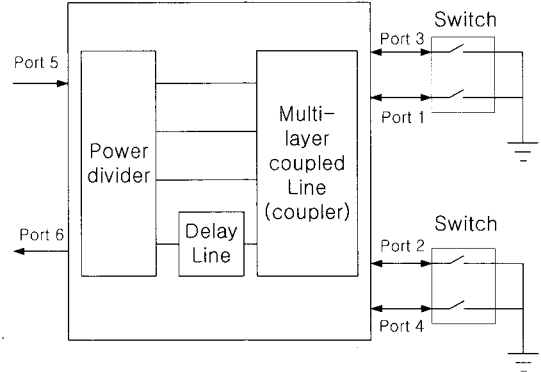 Switch
Port 3
Port 5
Port 1
Multi-
layer
coupled
Line
(coupler)
Power
divider
Delay
Line
Port 6
Switch
Port 2
Port 4